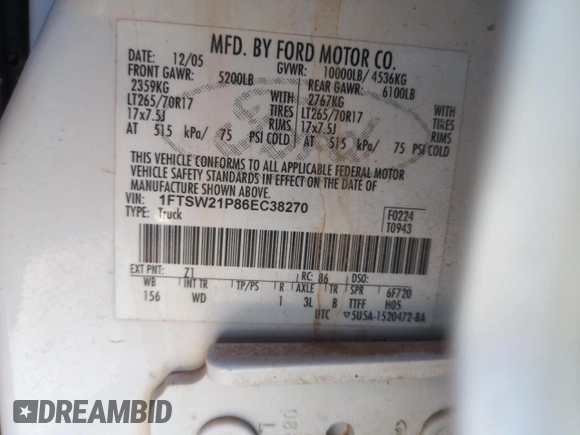 MFD. BY FORD MOTOR CO.
DATE: 12/05
GVWR: 10000LB/ 4536KG
FRONT GAWR: 5200LB
REAR GAWR: 6100LB
2359KG WITH
2767KG WITH
LT265/70R17 TIRES
LT265/70R17 TIRES
17x7.5J RIMS
17x7.5J RIMS
AT 515 kPa/ 75 PSI COLD
AT 515 kPa/ 75 PSI COLD
Ford
THIS VEHICLE CONFORMS TO ALL APPLICABLE FEDERAL MOTOR
VEHICLE SAFETY STANDARDS IN EFFECT ON THE DATE OF
MANUFACTURE SHOWN ABOVE.
VIN: 1FTSW21P86EC38270
TYPE: Truck
F0224
T0943
EXT PNT: Z1 RC: 86 DSO:
WB INT TR TP/PS R AXLE TR SPR 6F720
156 WD 1 3L B TTFF H05
UTC 5U5A-1520472-BA
DREAMBID